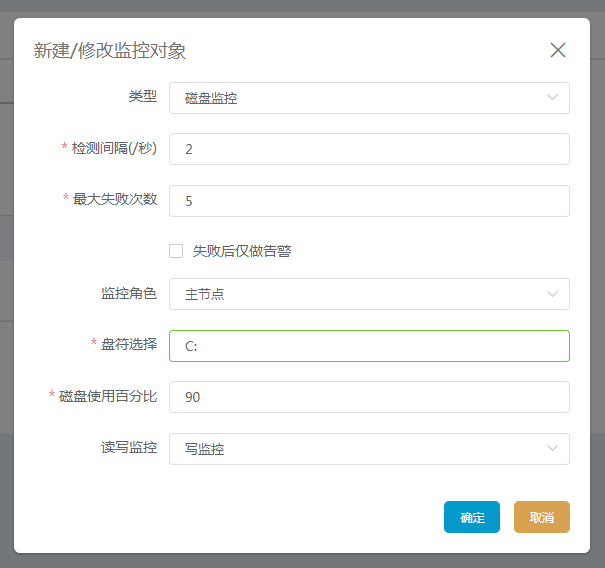 新建/修改监控对象
类型 磁盘监控
* 检测间隔(/秒) 2
* 最大失败次数 5
失败后仅做告警
监控角色 主节点
* 盘符选择 C:
* 磁盘使用百分比 90
读写监控 写监控
确定 取消